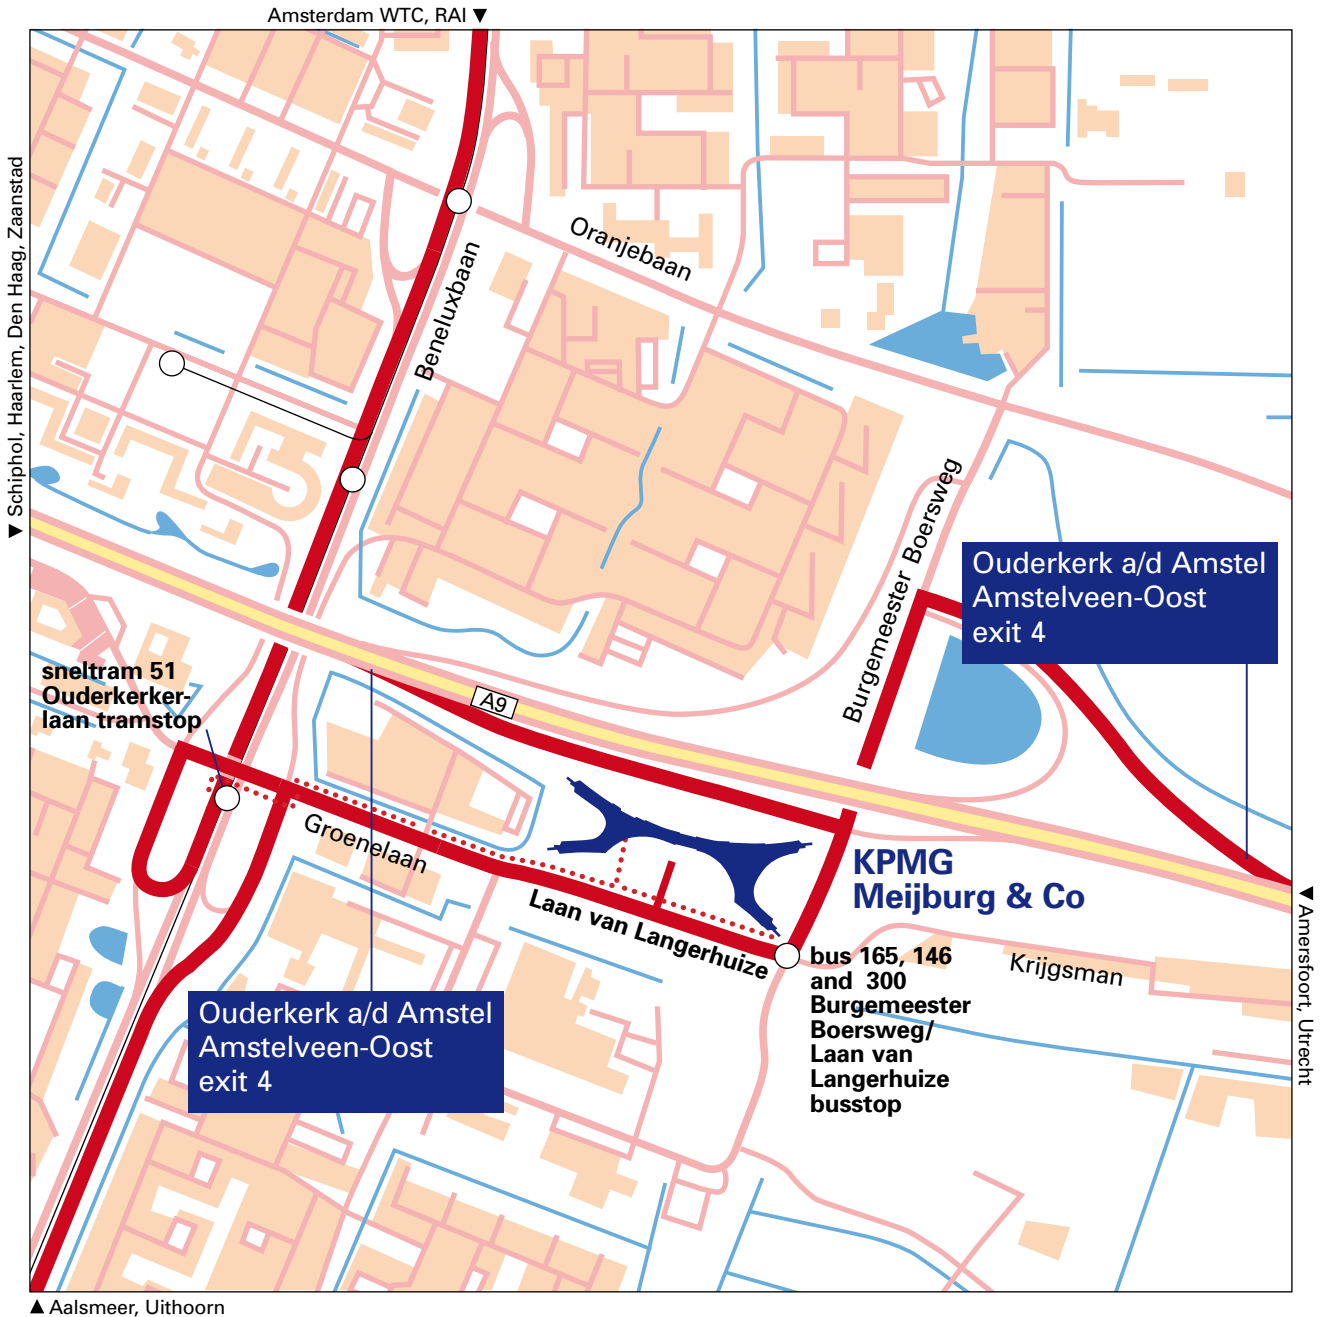 Amsterdam WTC, RAI ▼
▼ Schiphol, Haarlem, Den Haag, Zaanstad
Oranjebaan
Beneluxbaan
Burgemeester Boersweg
Ouderkerk a/d Amstel
Amstelveen-Oost
exit 4
sneltram 51
Ouderkerker-
laan tramstop
A9
Groenelaan
KPMG
Meijburg & Co
Laan van Langerhuize
bus 165, 146
and 300
Burgemeester
Boersweg/
Laan van
Langerhuize
busstop
Krijgsman
▼ Amersfoort, Utrecht
Ouderkerk a/d Amstel
Amstelveen-Oost
exit 4
▲ Aalsmeer, Uithoorn